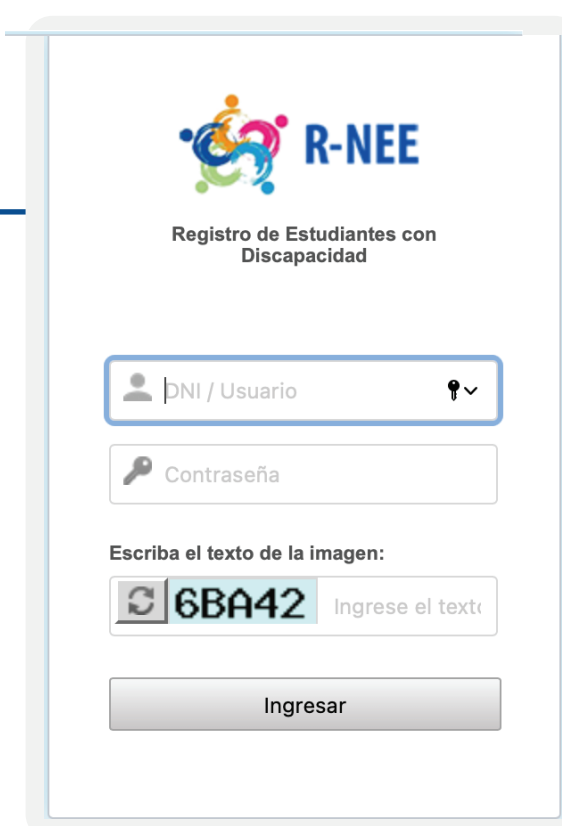 R-NEE
Registro de Estudiantes con
Discapacidad
DNI / Usuario
Contraseña
Escriba el texto de la imagen:
6BA42 Ingrese el texto
Ingresar